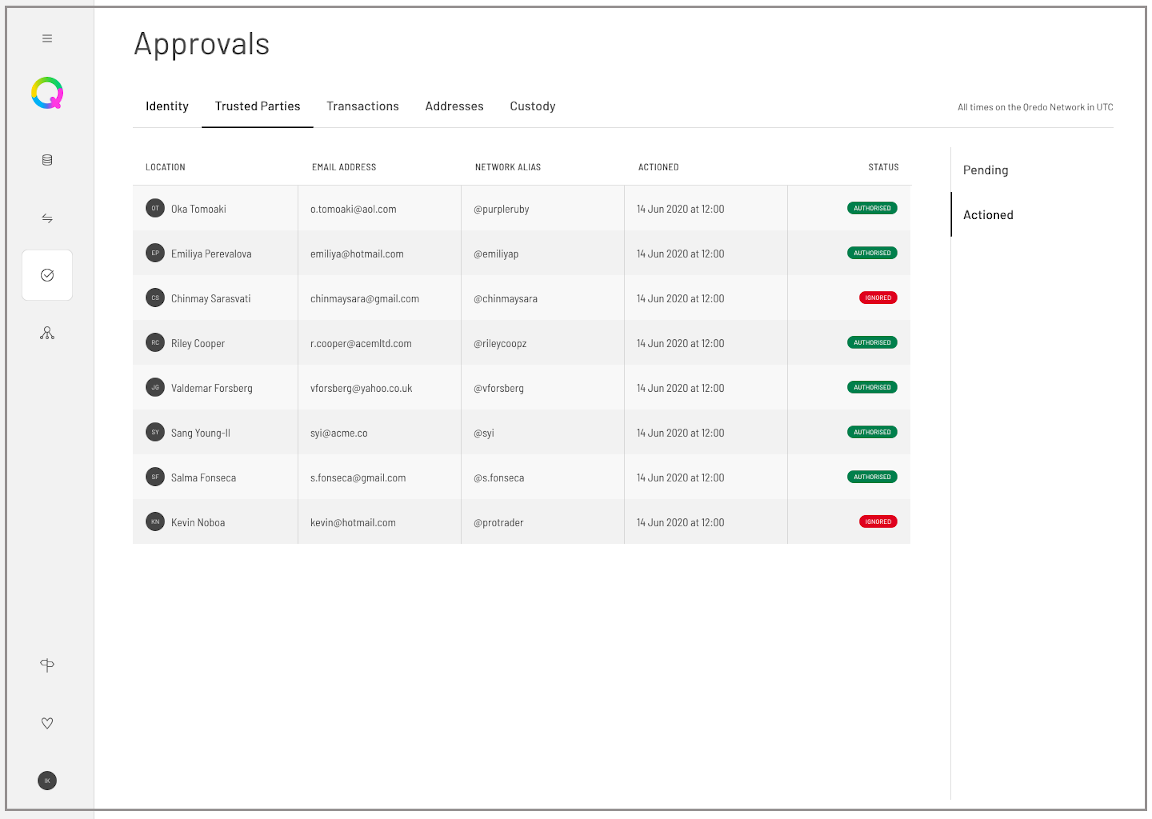 Approvals
Identity Trusted Parties Transactions Addresses Custody All times on the Qredo Network in UTC
LOCATION EMAIL ADDRESS NETWORK ALIAS ACTIONED STATUS
Pending
OT Oka Tomoaki o.tomoaki@aol.com @purpleruby 14 Jun 2020 at 12:00 AUTHORISED
Actioned
EP Emiliya Perevalova emiliya@hotmail.com @emiliyap 14 Jun 2020 at 12:00 AUTHORISED
CS Chinmay Sarasvati chinmaysara@gmail.com @chinmaysara 14 Jun 2020 at 12:00 IGNORED
RC Riley Cooper r.cooper@acemltd.com @rileycoopz 14 Jun 2020 at 12:00 AUTHORISED
JG Valdemar Forsberg vforsberg@yahoo.co.uk @vforsberg 14 Jun 2020 at 12:00 AUTHORISED
SY Sang Young-Il syi@acme.co @syi 14 Jun 2020 at 12:00 AUTHORISED
SF Salma Fonseca s.fonseca@gmail.com @s.fonseca 14 Jun 2020 at 12:00 AUTHORISED
KN Kevin Noboa kevin@hotmail.com @protrader 14 Jun 2020 at 12:00 IGNORED
IK